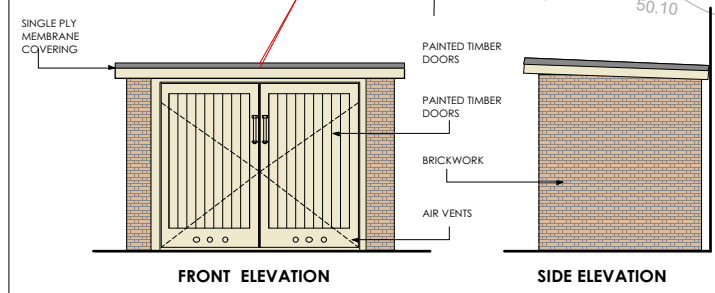 50.10
SINGLE PLY
MEMBRANE
COVERING
PAINTED TIMBER
DOORS
PAINTED TIMBER
DOORS
BRICKWORK
AIR VENTS
FRONT ELEVATION
SIDE ELEVATION